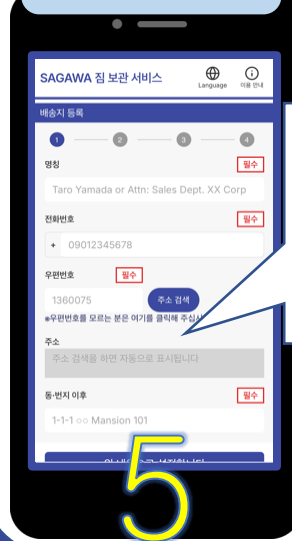 SAGAWA 짐 보관 서비스
Language
이용 안내
배송지 등록
1 2 3 4
명칭 필수
Taro Yamada or Attn: Sales Dept. XX Corp
전화번호 필수
+ 09012345678
우편번호 필수
1360075 주소 검색
※우편번호를 모르는 분은 여기를 클릭해 주십시
주소
주소 검색을 하면 자동으로 표시됩니다
동·번지 이후 필수
1-1-1 ○○ Mansion 101
5